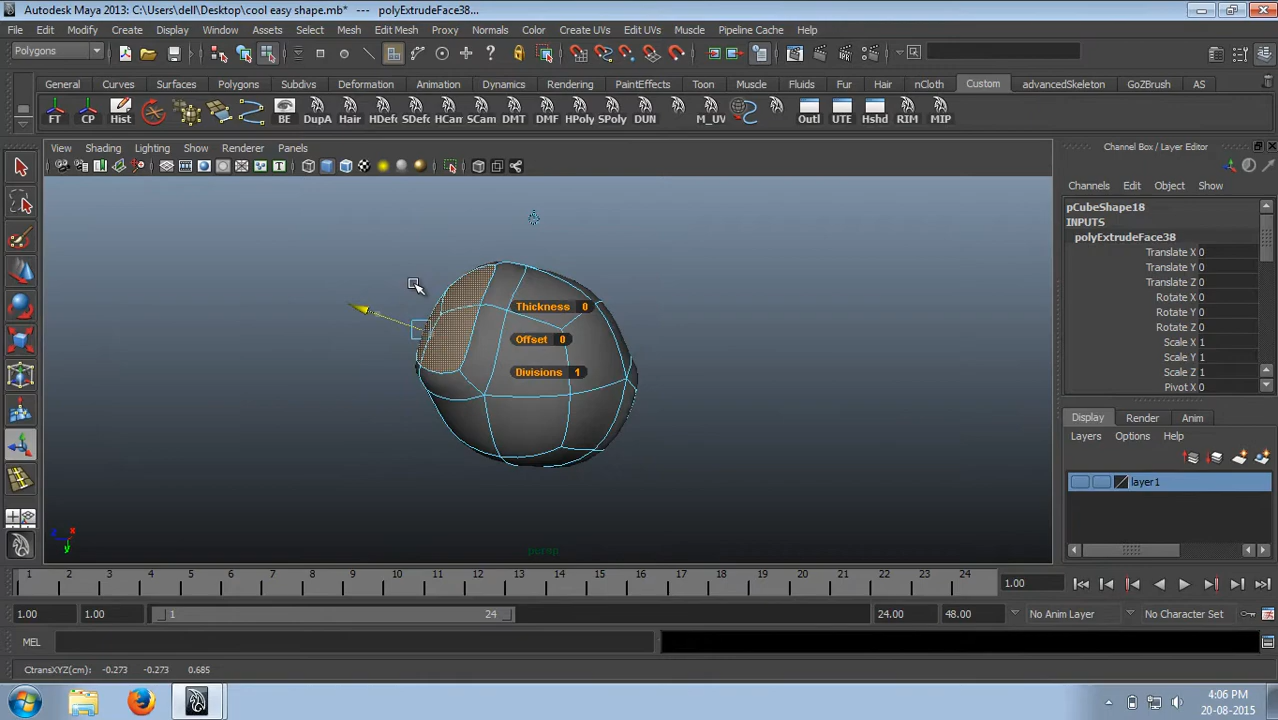 Autodesk Maya 2013: C:\Users\dell\Desktop\cool easy shape.mb* --- polyExtrudeFace38...
File Edit Modify Create Display Window Assets Select Mesh Edit Mesh Proxy Normals Color Create UVs Edit UVs Muscle Pipeline Cache Help
Polygons
General Curves Surfaces Polygons Subdivs Deformation Animation Dynamics Rendering PaintEffects Toon Muscle Fluids Fur Hair nCloth Custom advancedSkeleton GoZBrush AS
FT CP Hist BE DupA Hair HDefc SDefc HCam SCam DMT DMF HPoly SPoly DUN M_UV Outl UTE Hshd RIM MIP
View Shading Lighting Show Renderer Panels
Channel Box / Layer Editor
Channels Edit Object Show
pCubeShape18
INPUTS
polyExtrudeFace38
Translate X 0
Translate Y 0
Translate Z 0
Rotate X 0
Rotate Y 0
Rotate Z 0
Scale X 1
Scale Y 1
Scale Z 1
Pivot X 0
Thickness 0
Offset 0
Divisions 1
Display Render Anim
Layers Options Help
layer1
x
y
persp
1 2 3 4 5 6 7 8 9 10 11 12 13 14 15 16 17 18 19 20 21 22 23 24 1.00
1.00 1.00 1 24 24.00 48.00 No Anim Layer No Character Set
MEL
CtransXYZ(cm): -0.273 -0.273 0.685
4:06 PM
20-08-2015